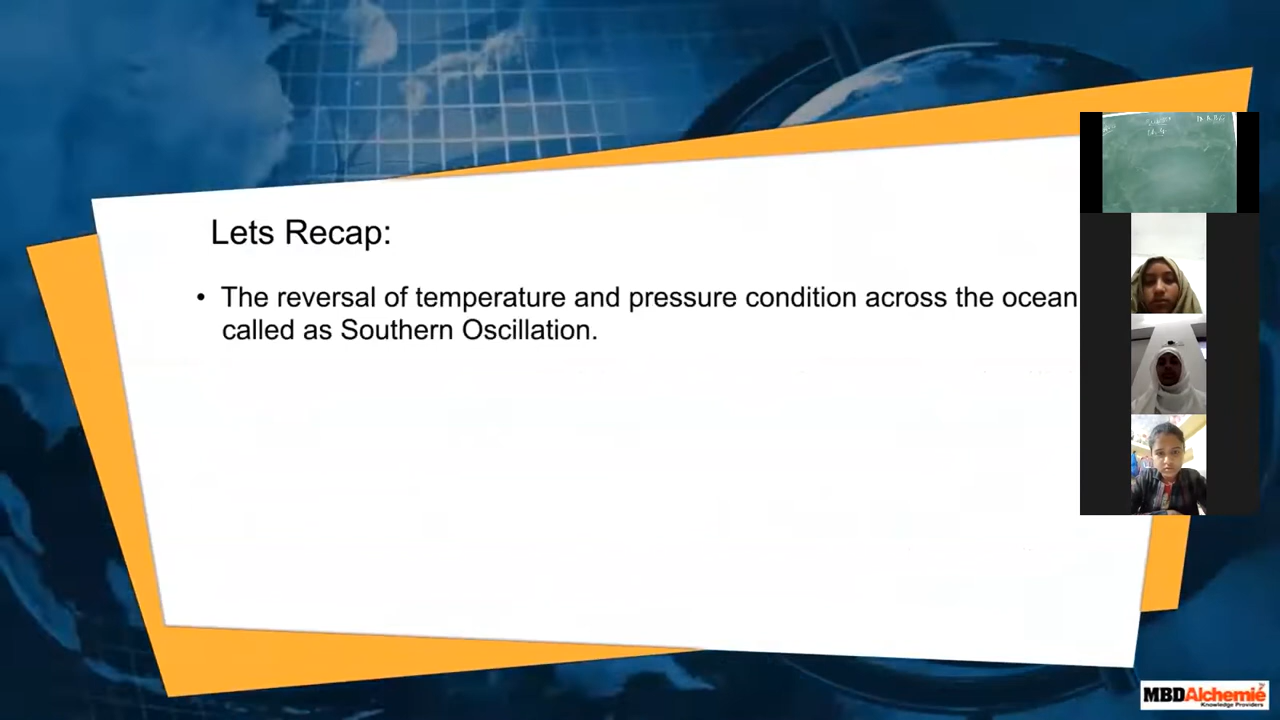 Lets Recap:
• The reversal of temperature and pressure condition across the ocean
called as Southern Oscillation.
MBDAlchemie
Knowledge Providers